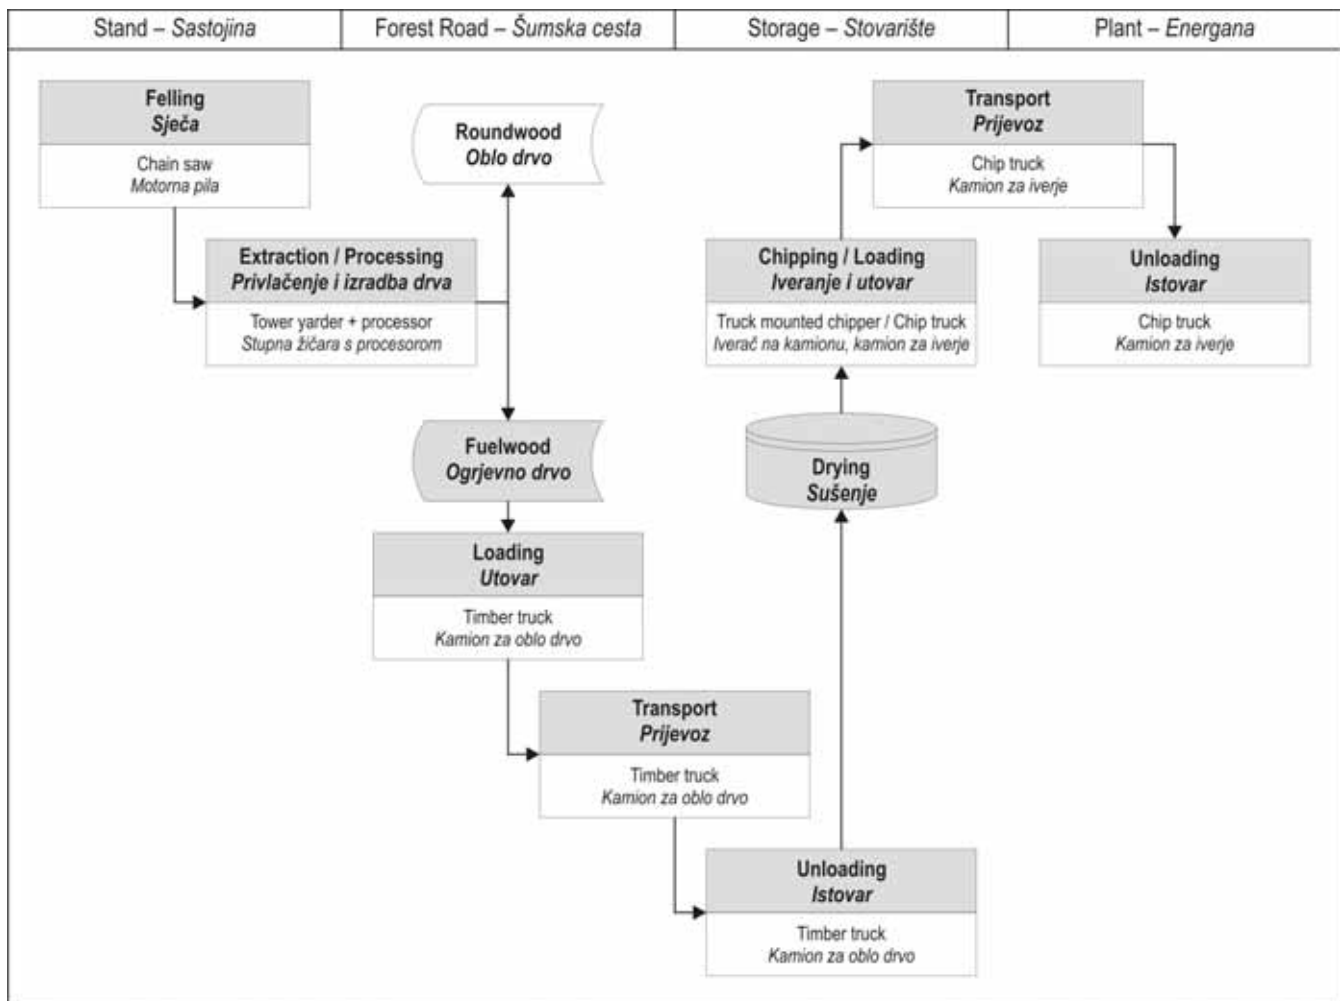 Stand – Sastojina
Forest Road – Šumska cesta
Storage – Stovarište
Plant – Energana
Felling
Sječa
Chain saw
Motorna pila
Extraction / Processing
Privlačenje i izradba drva
Tower yarder + processor
Stupna žičara s procesorom
Roundwood
Oblo drvo
Fuelwood
Ogrjevno drvo
Loading
Utovar
Timber truck
Kamion za oblo drvo
Transport
Prijevoz
Timber truck
Kamion za oblo drvo
Unloading
Istovar
Timber truck
Kamion za oblo drvo
Drying
Sušenje
Chipping / Loading
Iveranje i utovar
Truck mounted chipper / Chip truck
Iverač na kamionu, kamion za iverje
Transport
Prijevoz
Chip truck
Kamion za iverje
Unloading
Istovar
Chip truck
Kamion za iverje